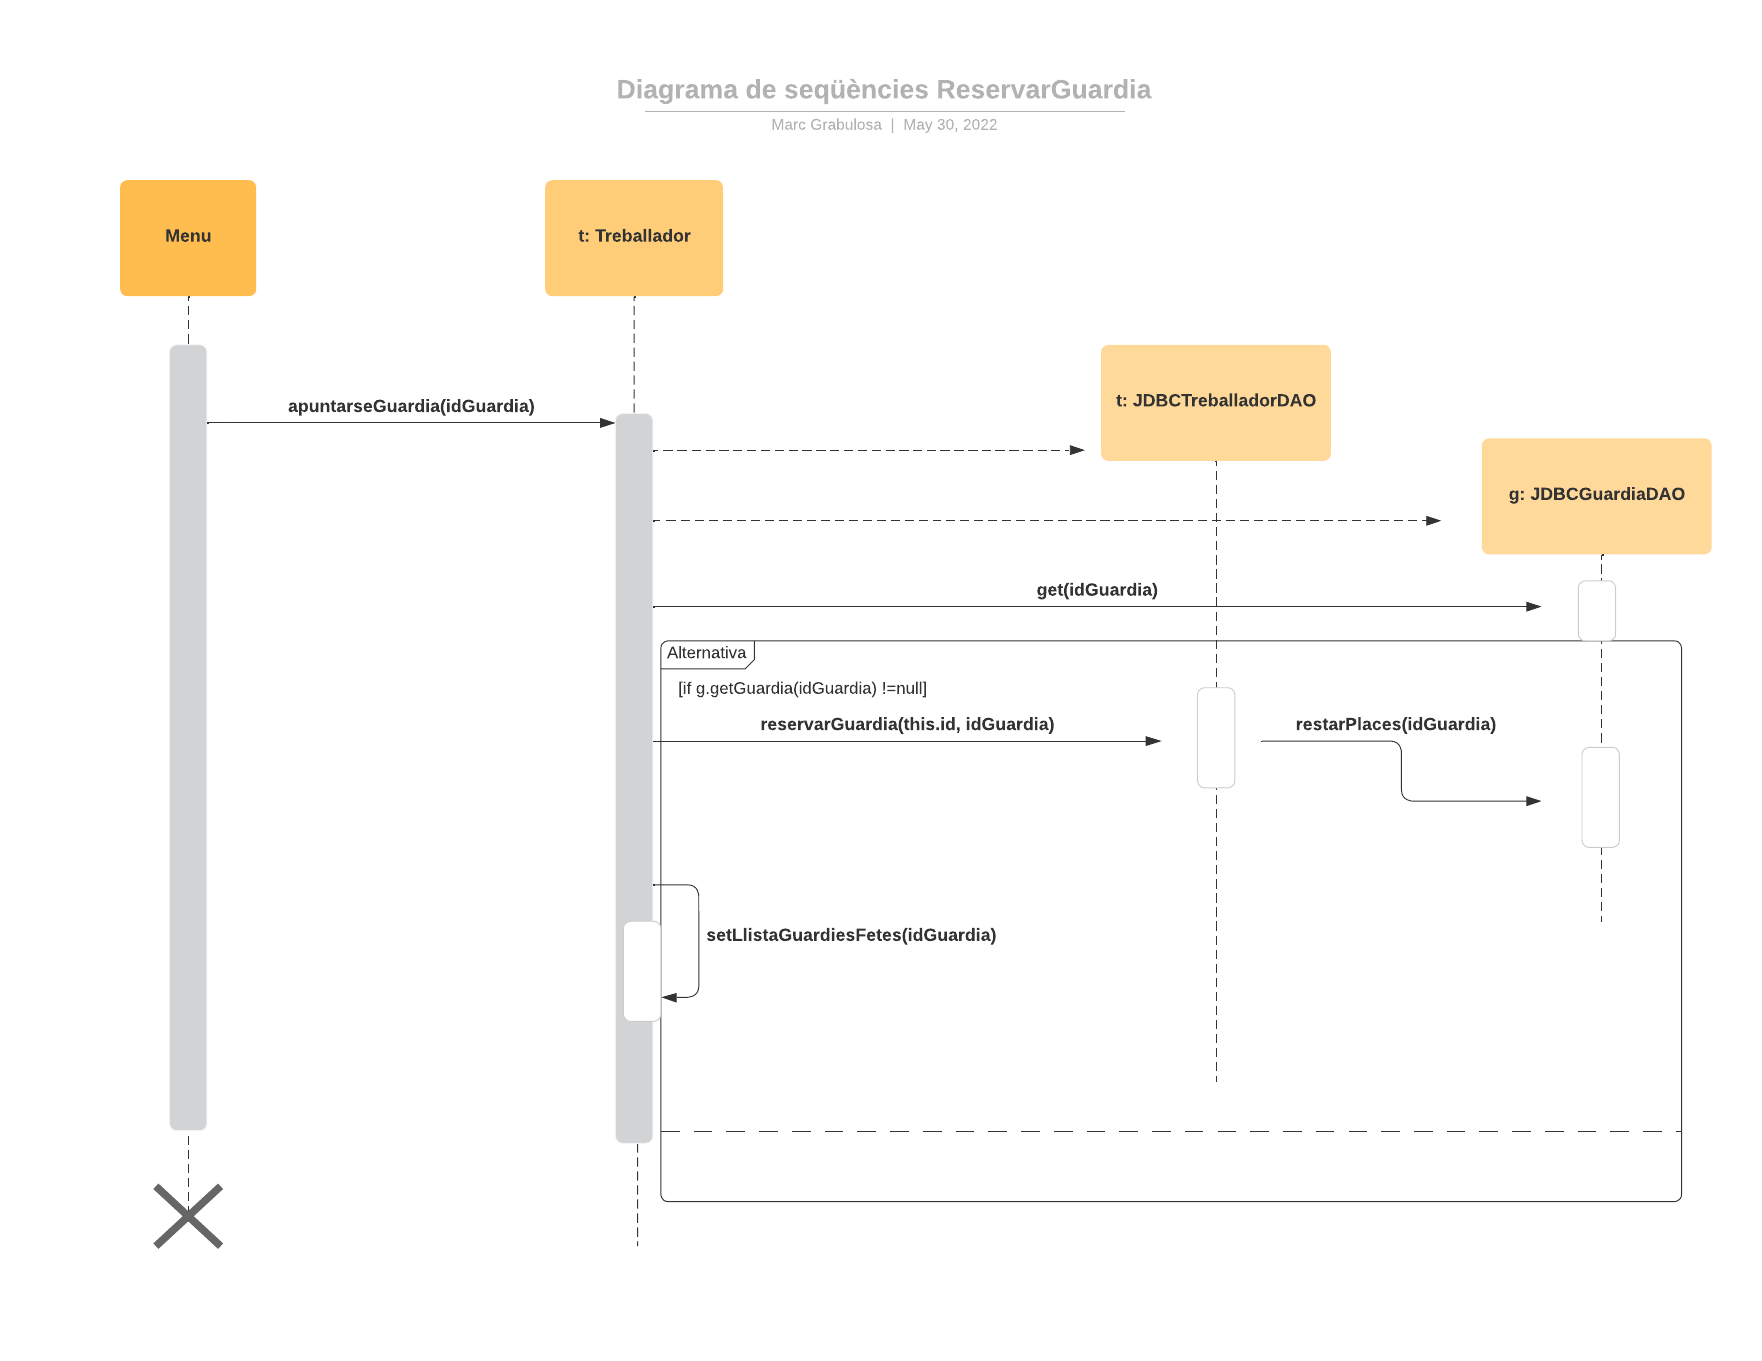 Diagrama de seqüències ReservarGuardia
Marc Grabulosa | May 30, 2022
Menu
t: Treballador
t: JDBCTreballadorDAO
apuntarseGuardia(idGuardia)
g: JDBCGuardiaDAO
get(idGuardia)
Alternativa
[if g.getGuardia(idGuardia) !=null]
reservarGuardia(this.id, idGuardia)
restarPlaces(idGuardia)
setLlistaGuardiesFetes(idGuardia)